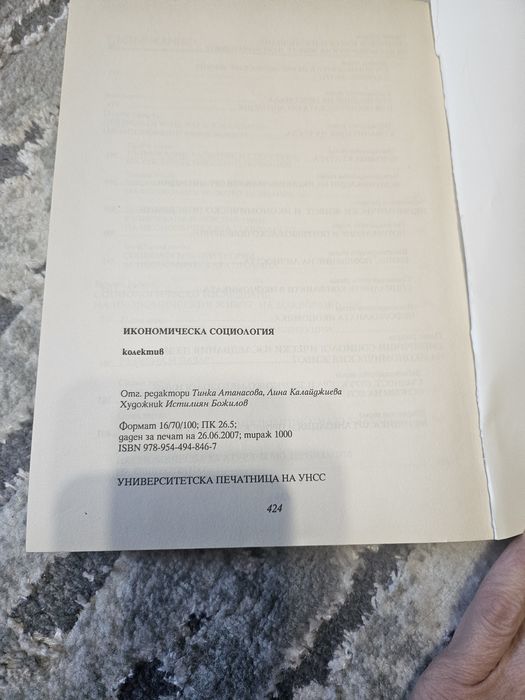 ИКОНОМИЧЕСКА СОЦИОЛОГИЯ
колектив
Отг. редактори Тинка Атанасова, Лина Калайджиева
Художник Истилиян Божилов
Формат 16/70/100; ПК 26.5;
даден за печат на 26.06.2007; тираж 1000
ISBN 978-954-494-846-7
УНИВЕРСИТЕТСКА ПЕЧАТНИЦА НА УНСС
424